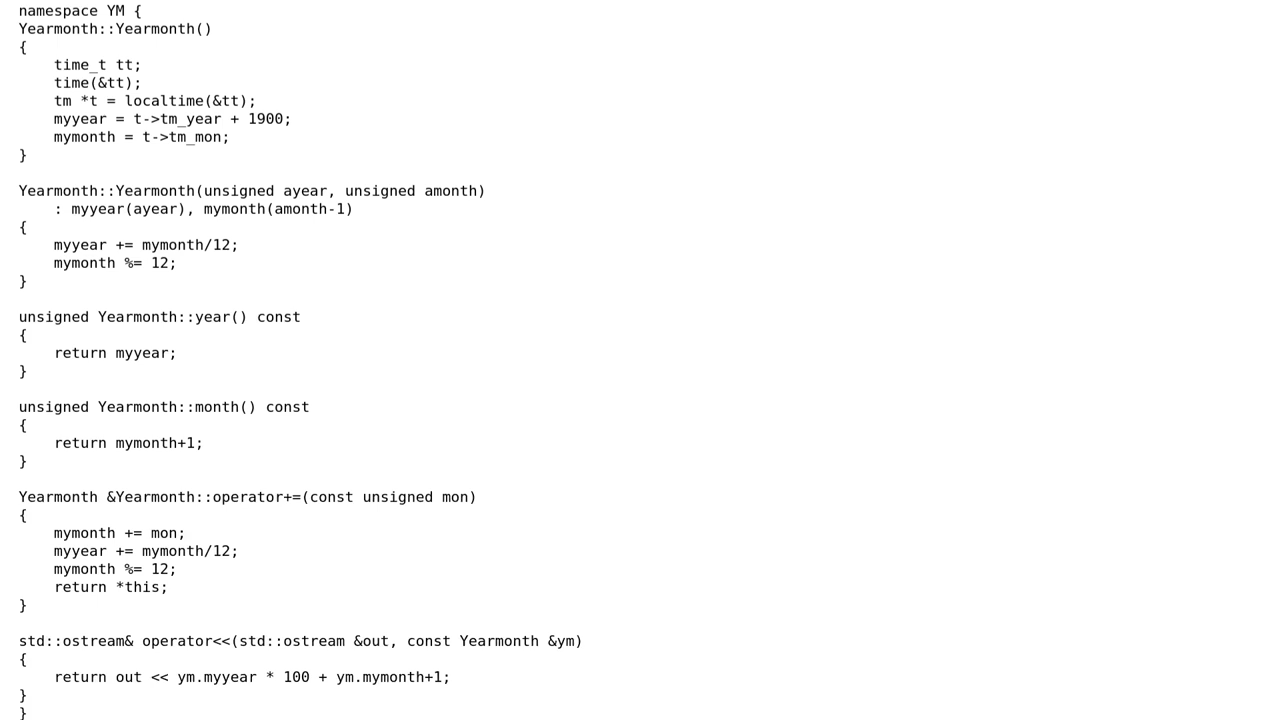 namespace YM {
Yearmonth::Yearmonth()
{
    time_t tt;
    time(&tt);
    tm *t = localtime(&tt);
    myyear = t->tm_year + 1900;
    mymonth = t->tm_mon;
}

Yearmonth::Yearmonth(unsigned ayear, unsigned amonth)
    : myyear(ayear), mymonth(amonth-1)
{
    myyear += mymonth/12;
    mymonth %= 12;
}

unsigned Yearmonth::year() const
{
    return myyear;
}

unsigned Yearmonth::month() const
{
    return mymonth+1;
}

Yearmonth &Yearmonth::operator+=(const unsigned mon)
{
    mymonth += mon;
    myyear += mymonth/12;
    mymonth %= 12;
    return *this;
}

std::ostream& operator<<(std::ostream &out, const Yearmonth &ym)
{
    return out << ym.myyear * 100 + ym.mymonth+1;
}
}